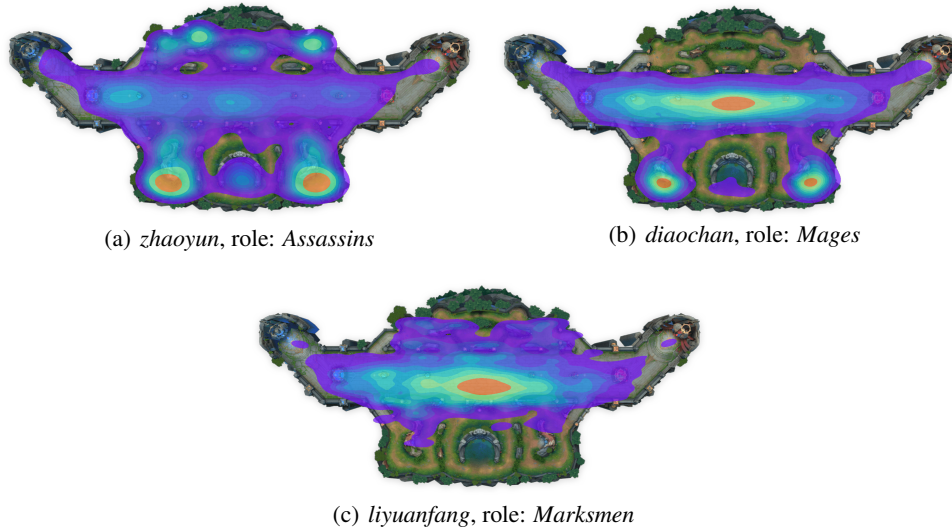 (a) zhaoyun, role: Assassins
(b) diaochan, role: Mages
(c) liyuanfang, role: Marksmen